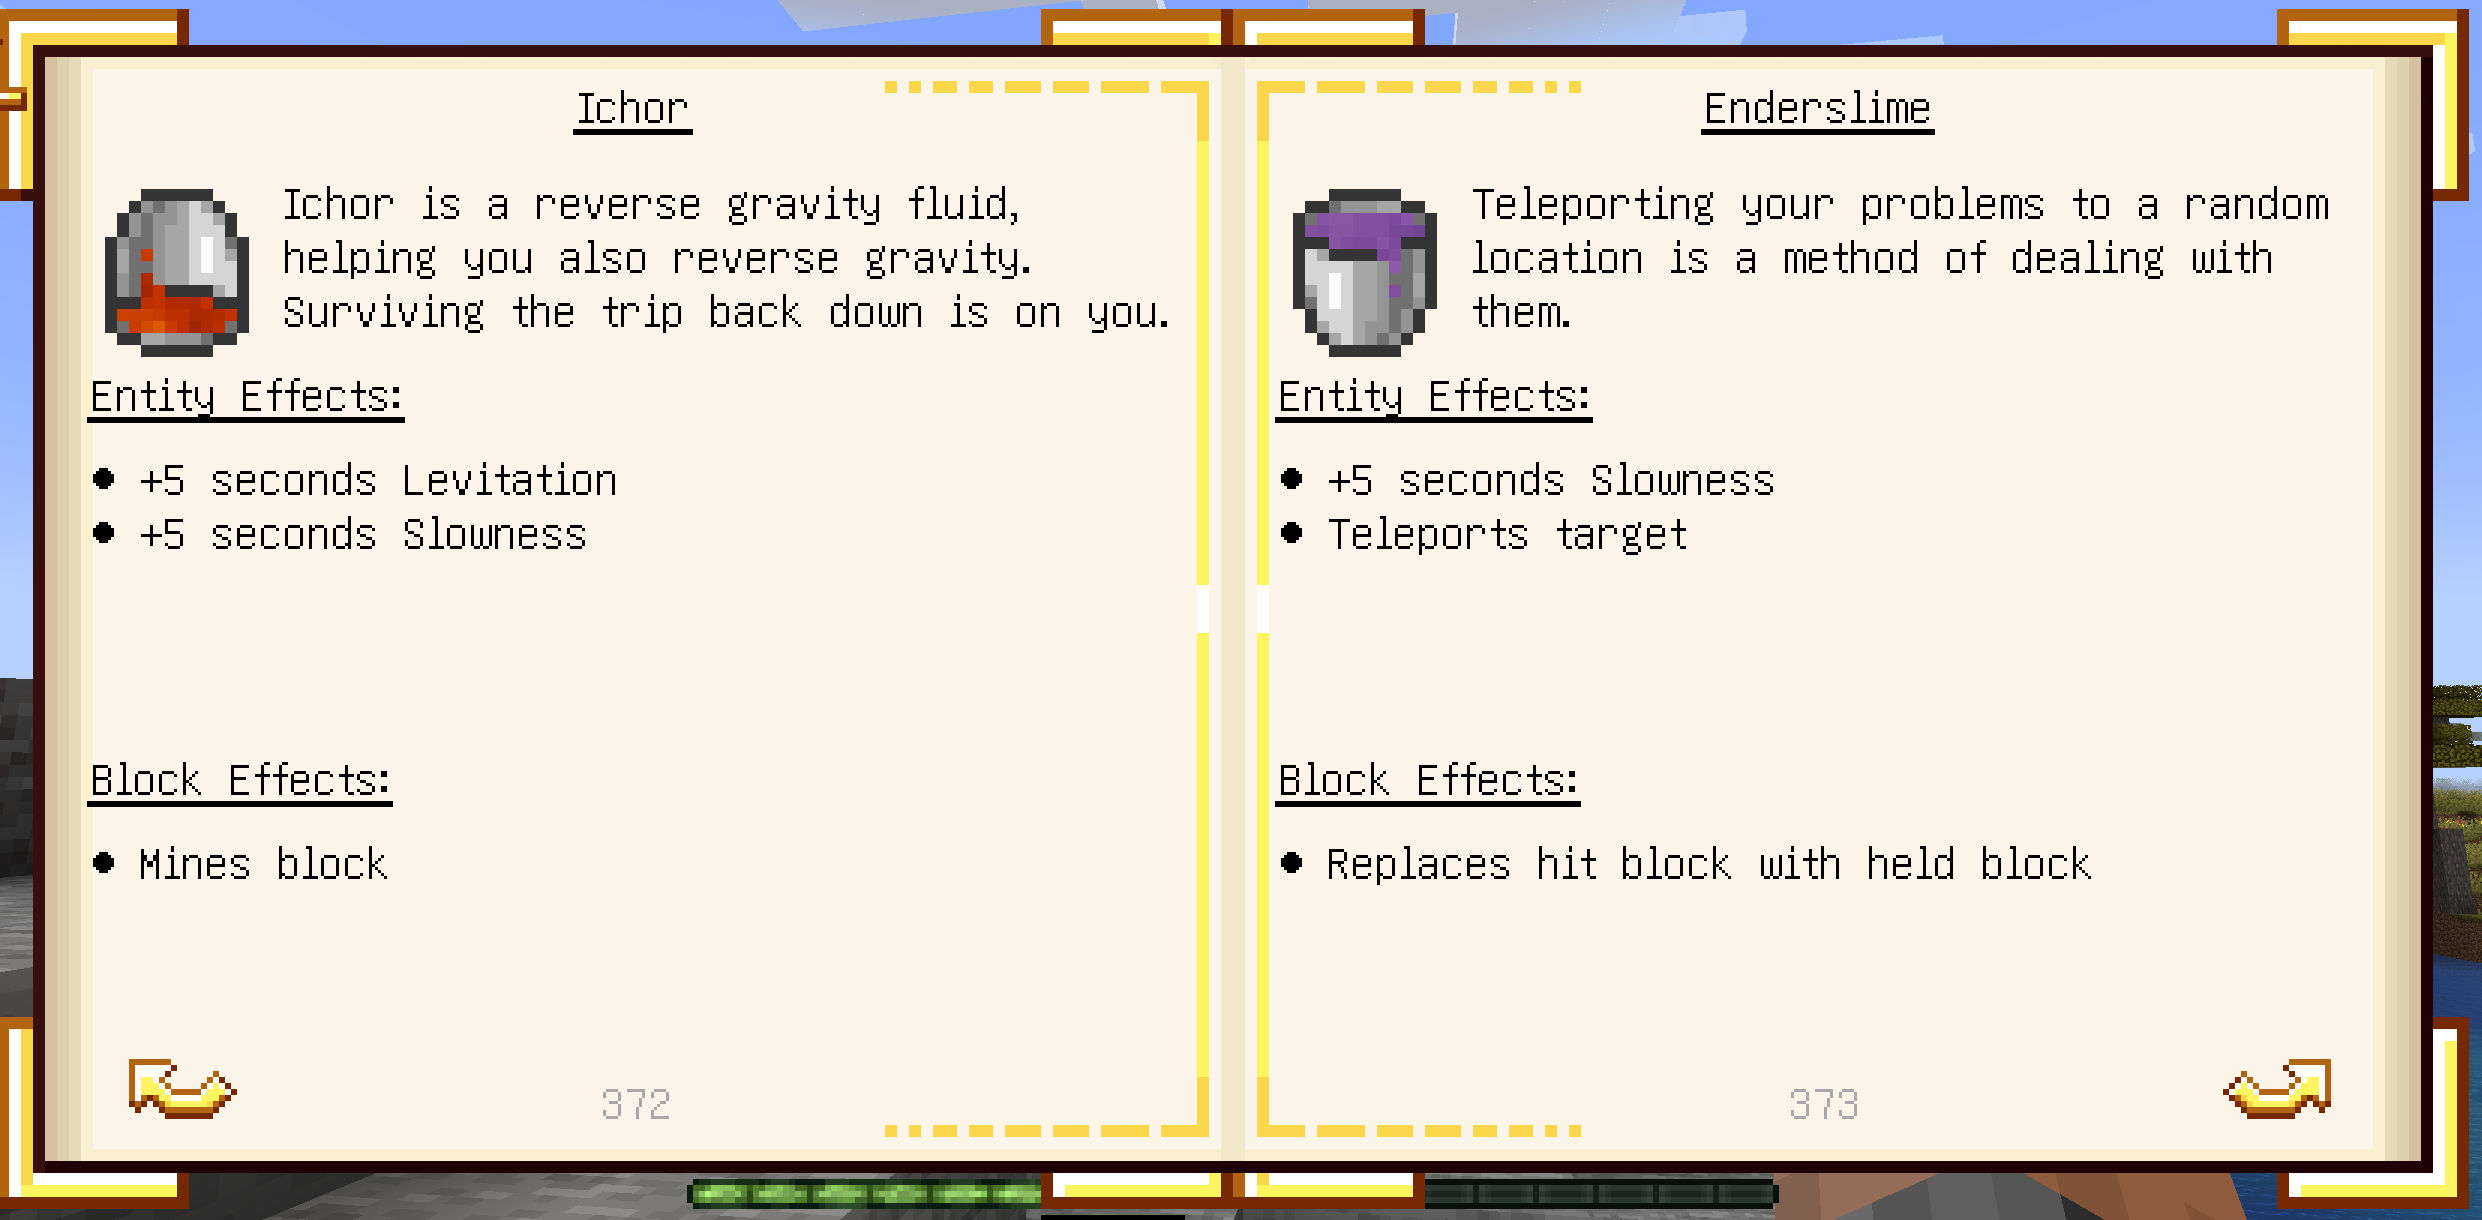 Ichor
Ichor is a reverse gravity fluid,
helping you also reverse gravity.
Surviving the trip back down is on you.
Entity Effects:
● +5 seconds Levitation
● +5 seconds Slowness
Block Effects:
● Mines block
372
Enderslime
Teleporting your problems to a random
location is a method of dealing with
them.
Entity Effects:
● +5 seconds Slowness
● Teleports target
Block Effects:
● Replaces hit block with held block
373